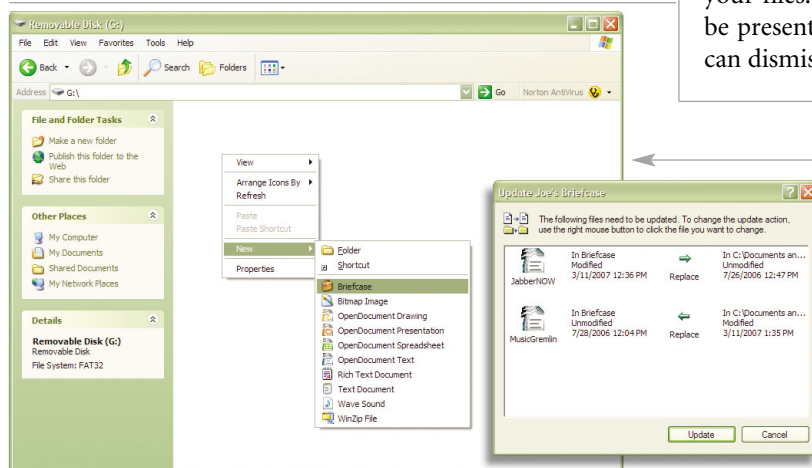 your files.
be present
can dismis
Removable Disk (G:)
File Edit View Favorites Tools Help
Back Search Folders
Address G:\ Go Norton AntiVirus
File and Folder Tasks
Make a new folder
Publish this folder to the
Web
Share this folder
Other Places
My Computer
My Documents
Shared Documents
My Network Places
Details
Removable Disk (G:)
Removable Disk
File System: FAT32
View
Arrange Icons By
Refresh
Paste
Paste Shortcut
New
Properties
Folder
Shortcut
Briefcase
Bitmap Image
OpenDocument Drawing
OpenDocument Presentation
OpenDocument Spreadsheet
OpenDocument Text
Rich Text Document
Text Document
Wave Sound
WinZip File
Update Joe's Briefcase
The following files need to be updated. To change the update action,
use the right mouse button to click the file you want to change.
JabberNOW
In Briefcase
Modified
3/11/2007 12:36 PM
Replace
In C:\Documents an...
Unmodified
7/26/2006 12:47 PM
MusicGremlin
In Briefcase
Unmodified
7/28/2006 12:04 PM
Replace
In C:\Documents an...
Modified
3/11/2007 1:35 PM
Update Cancel